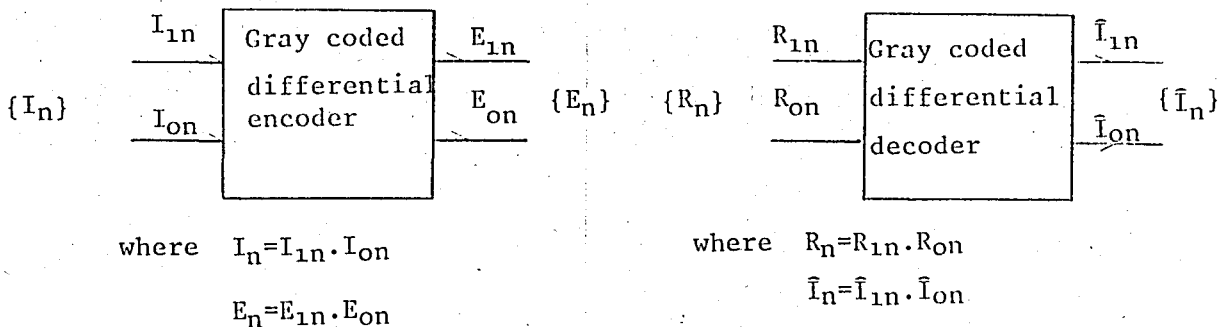 I₁n Gray coded E₁n
differential
{Iₙ} Iₒₙ encoder Eₒₙ {Eₙ}
where Iₙ=I₁ₙ.Iₒₙ
Eₙ=E₁ₙ.Eₒₙ
R₁ₙ Gray coded Î₁ₙ
{Rₙ} Rₒₙ differential {Îₙ}
decoder Îₒₙ
where Rₙ=R₁ₙ.Rₒₙ
Îₙ=Î₁ₙ.Îₒₙ